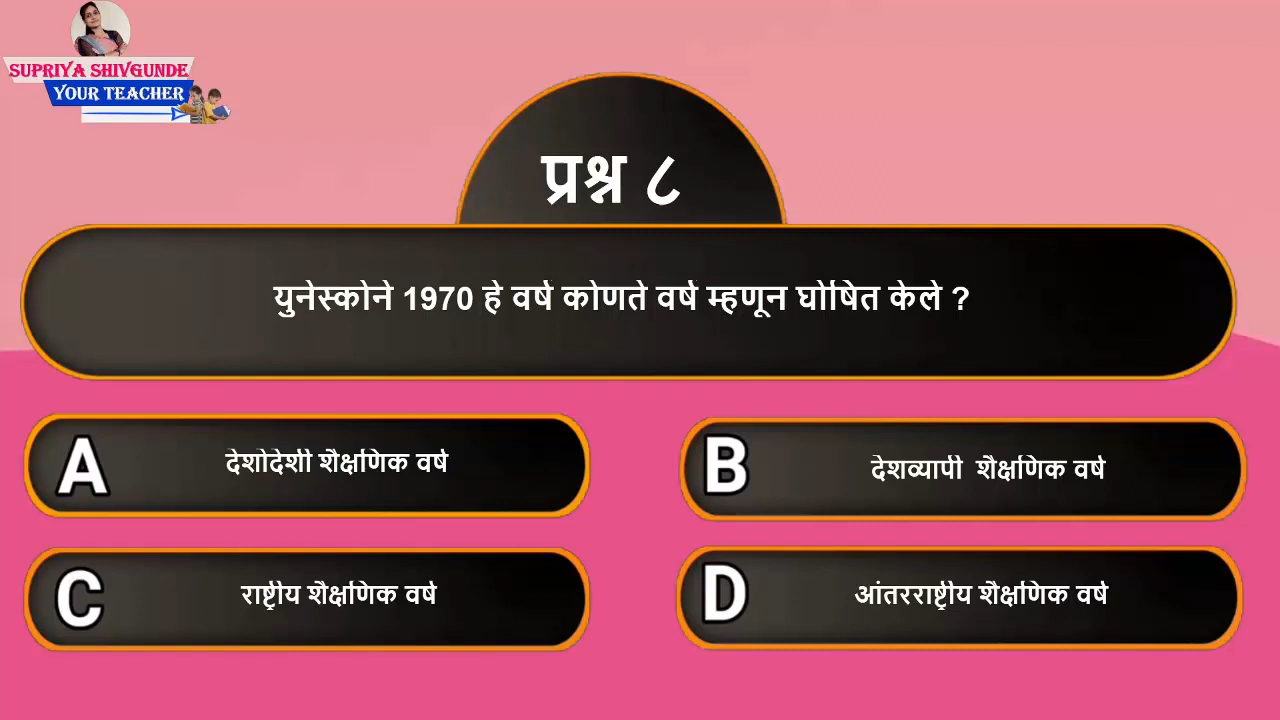 SUPRIYA SHIVGUNDE
YOUR TEACHER
प्रश्न ८
युनेस्कोने 1970 हे वर्ष कोणते वर्ष म्हणून घोषित केले ?
A देशोदेशी शैक्षणिक वर्ष
B देशव्यापी शैक्षणिक वर्ष
C राष्ट्रीय शैक्षणिक वर्ष
D आंतरराष्ट्रीय शैक्षणिक वर्ष